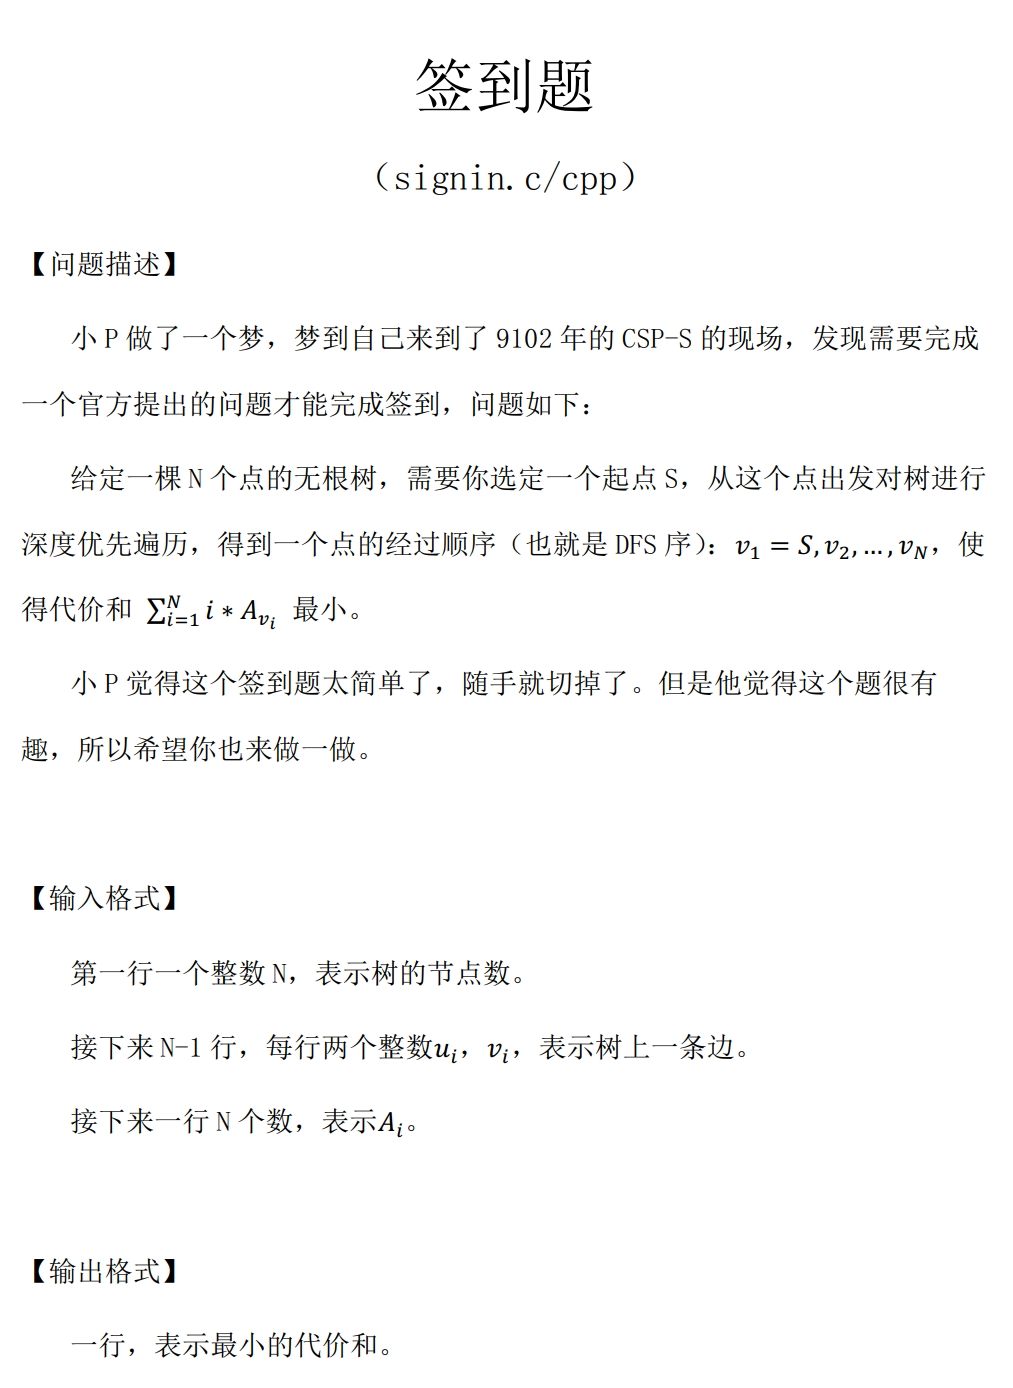 签到题
（signin.c/cpp）
【问题描述】
小 P 做了一个梦，梦到自己来到了 9102 年的 CSP-S 的现场，发现需要完成
一个官方提出的问题才能完成签到，问题如下：
给定一棵 N 个点的无根树，需要你选定一个起点 S，从这个点出发对树进行
深度优先遍历，得到一个点的经过顺序（也就是 DFS 序）：$v_1 = S, v_2, \ldots, v_N$，使
得代价和 $\sum_{i=1}^{N} i * A_{v_i}$ 最小。
小 P 觉得这个签到题太简单了，随手就切掉了。但是他觉得这个题很有
趣，所以希望你也来做一做。
【输入格式】
第一行一个整数 N，表示树的节点数。
接下来 N-1 行，每行两个整数$u_i$，$v_i$，表示树上一条边。
接下来一行 N 个数，表示$A_i$。
【输出格式】
一行，表示最小的代价和。